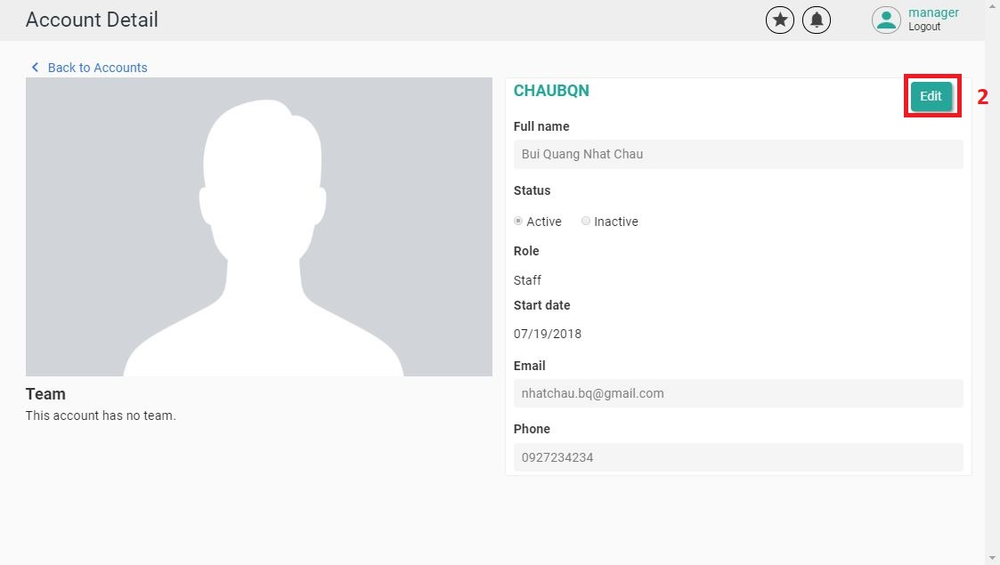 Account Detail
manager
Logout
Back to Accounts
CHAUBQN
Edit
2
Full name
Bui Quang Nhat Chau
Status
Active Inactive
Role
Staff
Start date
07/19/2018
Email
nhatchau.bq@gmail.com
Phone
0927234234
Team
This account has no team.